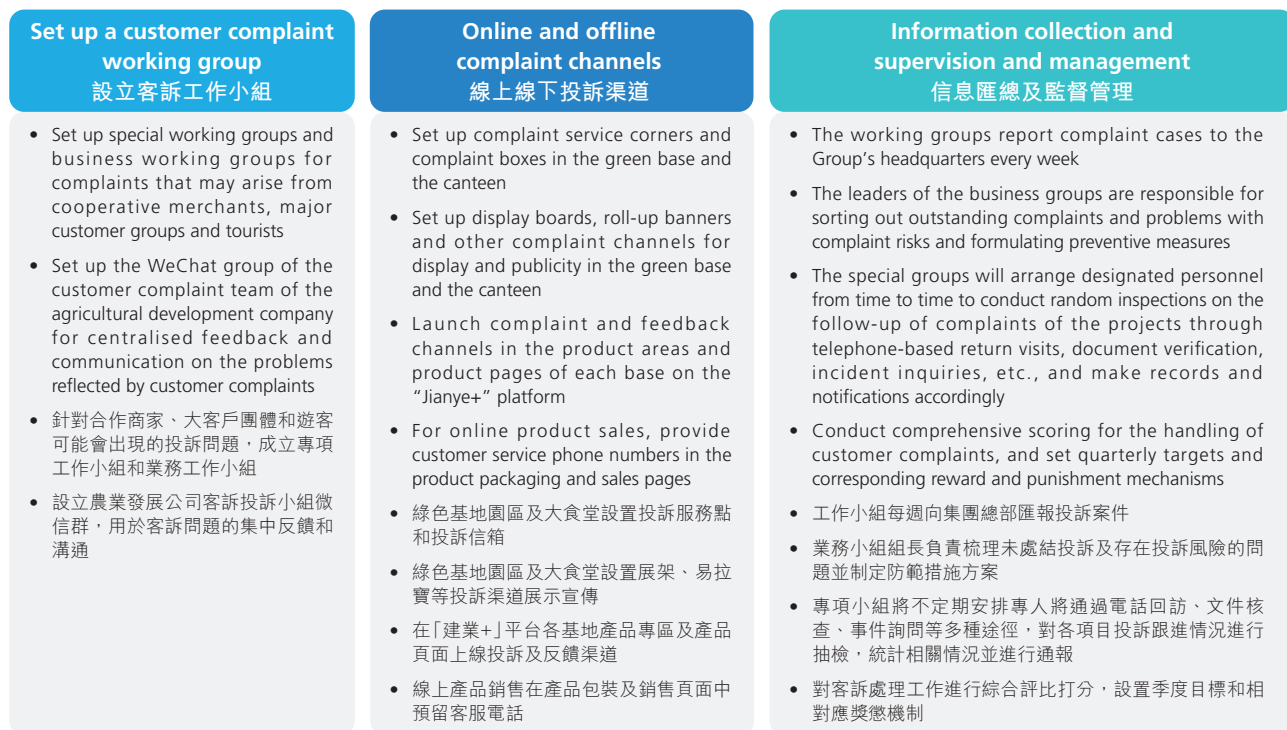 Set up a customer complaint
working group
設立客訴工作小組
• Set up special working groups and
business working groups for
complaints that may arise from
cooperative merchants, major
customer groups and tourists
• Set up the WeChat group of the
customer complaint team of the
agricultural development company
for centralised feedback and
communication on the problems
reflected by customer complaints
• 針對合作商家、大客戶團體和遊客
可能會出現的投訴問題，成立專項
工作小組和業務工作小組
• 設立農業發展公司客訴投訴小組微
信群，用於客訴問題的集中反饋和
溝通
Online and offline
complaint channels
線上線下投訴渠道
• Set up complaint service corners and
complaint boxes in the green base and
the canteen
• Set up display boards, roll-up banners
and other complaint channels for
display and publicity in the green base
and the canteen
• Launch complaint and feedback
channels in the product areas and
product pages of each base on the
“Jianye+” platform
• For online product sales, provide
customer service phone numbers in the
product packaging and sales pages
• 綠色基地園區及大食堂設置投訴服務點
和投訴信箱
• 綠色基地園區及大食堂設置展架、易拉
寶等投訴渠道展示宣傳
• 在「建業+」平台各基地產品專區及產品
頁面上線投訴及反饋渠道
• 線上產品銷售在產品包裝及銷售頁面中
預留客服電話
Information collection and
supervision and management
信息匯總及監督管理
• The working groups report complaint cases to the
Group’s headquarters every week
• The leaders of the business groups are responsible for
sorting out outstanding complaints and problems with
complaint risks and formulating preventive measures
• The special groups will arrange designated personnel
from time to time to conduct random inspections on the
follow-up of complaints of the projects through
telephone-based return visits, document verification,
incident inquiries, etc., and make records and
notifications accordingly
• Conduct comprehensive scoring for the handling of
customer complaints, and set quarterly targets and
corresponding reward and punishment mechanisms
• 工作小組每週向集團總部匯報投訴案件
• 業務小組組長負責梳理未處結投訴及存在投訴風險的問
題並制定防範措施方案
• 專項小組將不定期安排專人將通過電話回訪、文件核
查、事件詢問等多種途徑，對各項目投訴跟進情況進行
抽檢，統計相關情況並進行通報
• 對客訴處理工作進行綜合評比打分，設置季度目標和相
對應獎懲機制